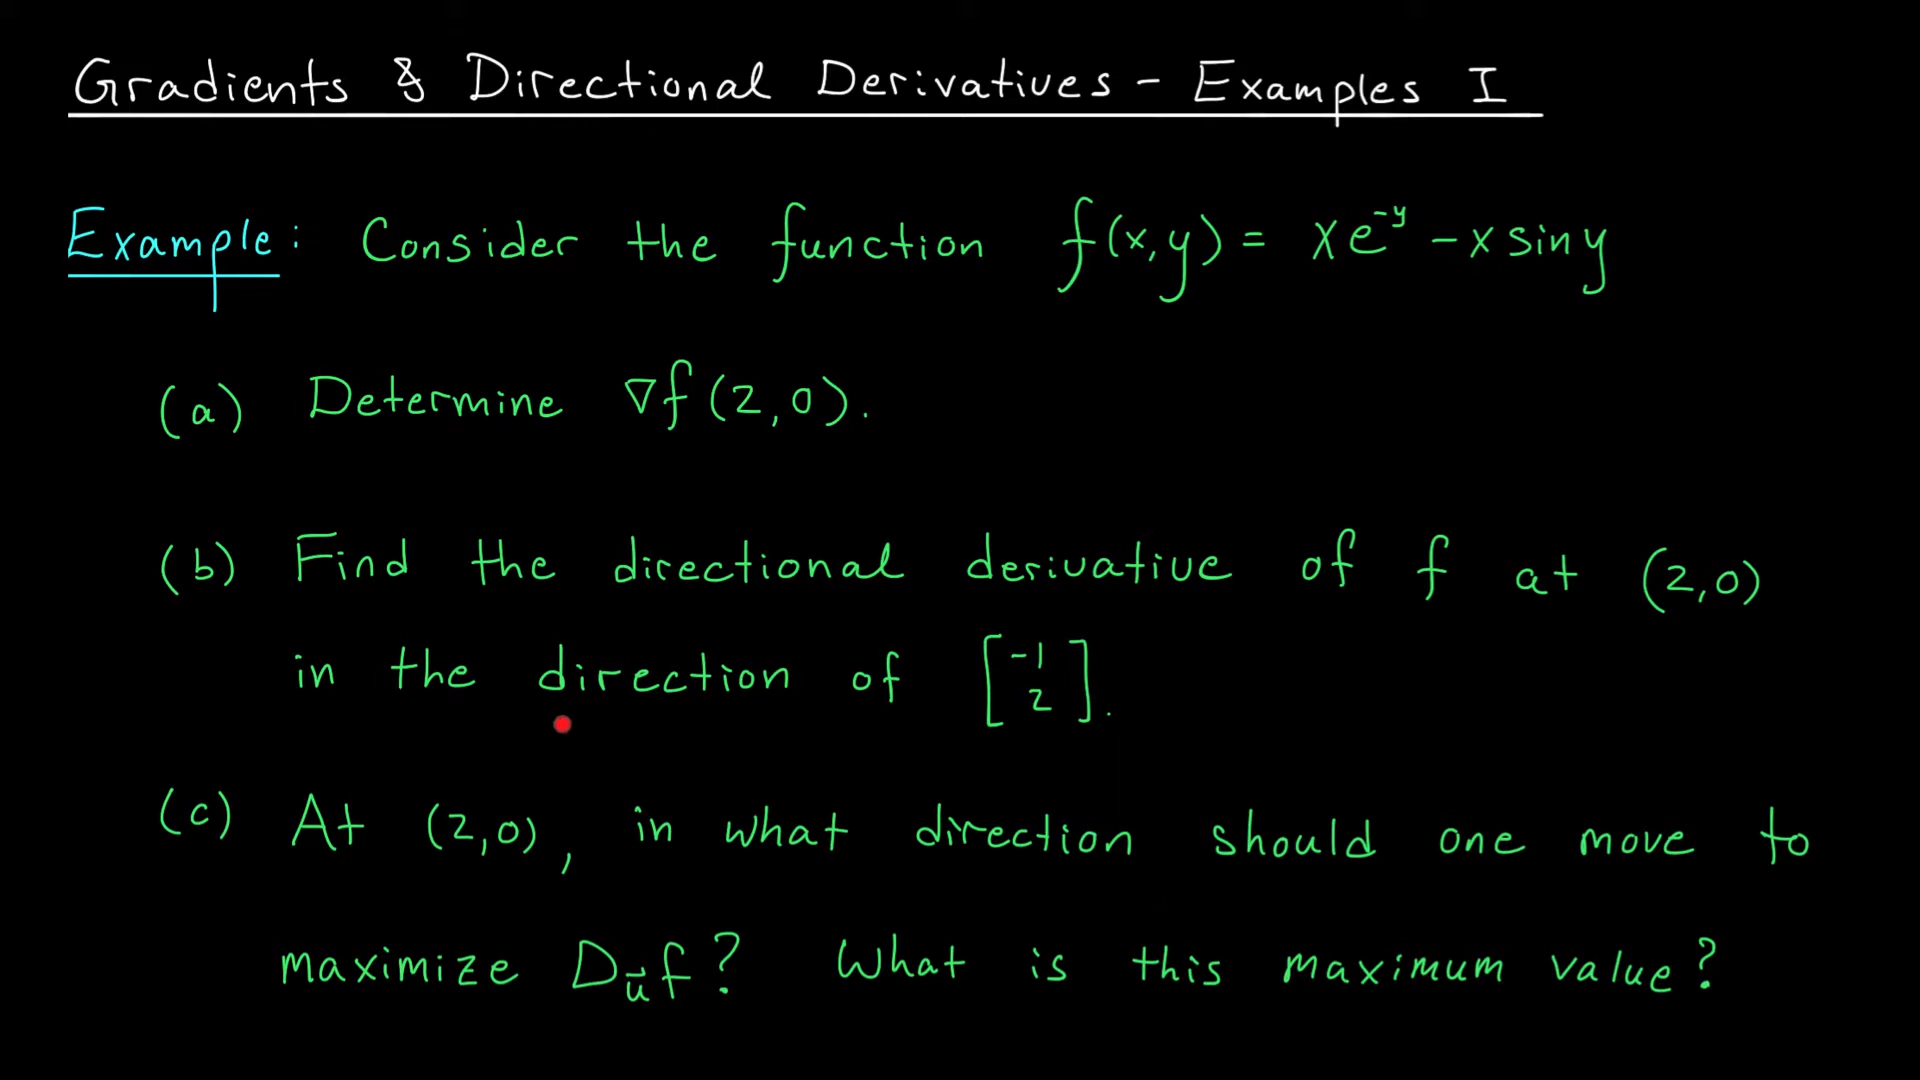 Gradients & Directional Derivatives - Examples I
Example: Consider the function f(x,y) = xe^{-y} - x sin y
(a) Determine ∇f(2,0).
(b) Find the directional derivative of f at (2,0)
in the direction of [-1
2].
(c) At (2,0), in what direction should one move to
maximize D_{\vec{u}}f? What is this maximum value?